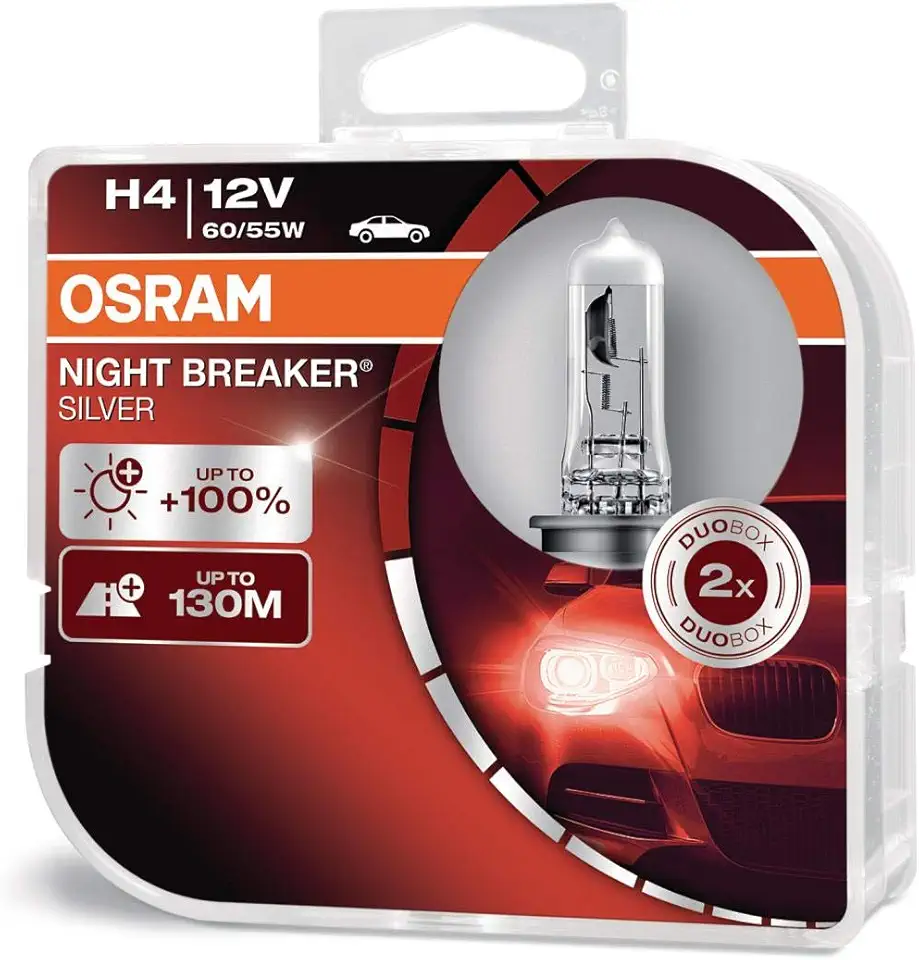 H4
12V
60/55W
OSRAM
NIGHT BREAKER®
SILVER
UP TO
+100%
UP TO
130M
DUOBOX
2x
DUOBOX